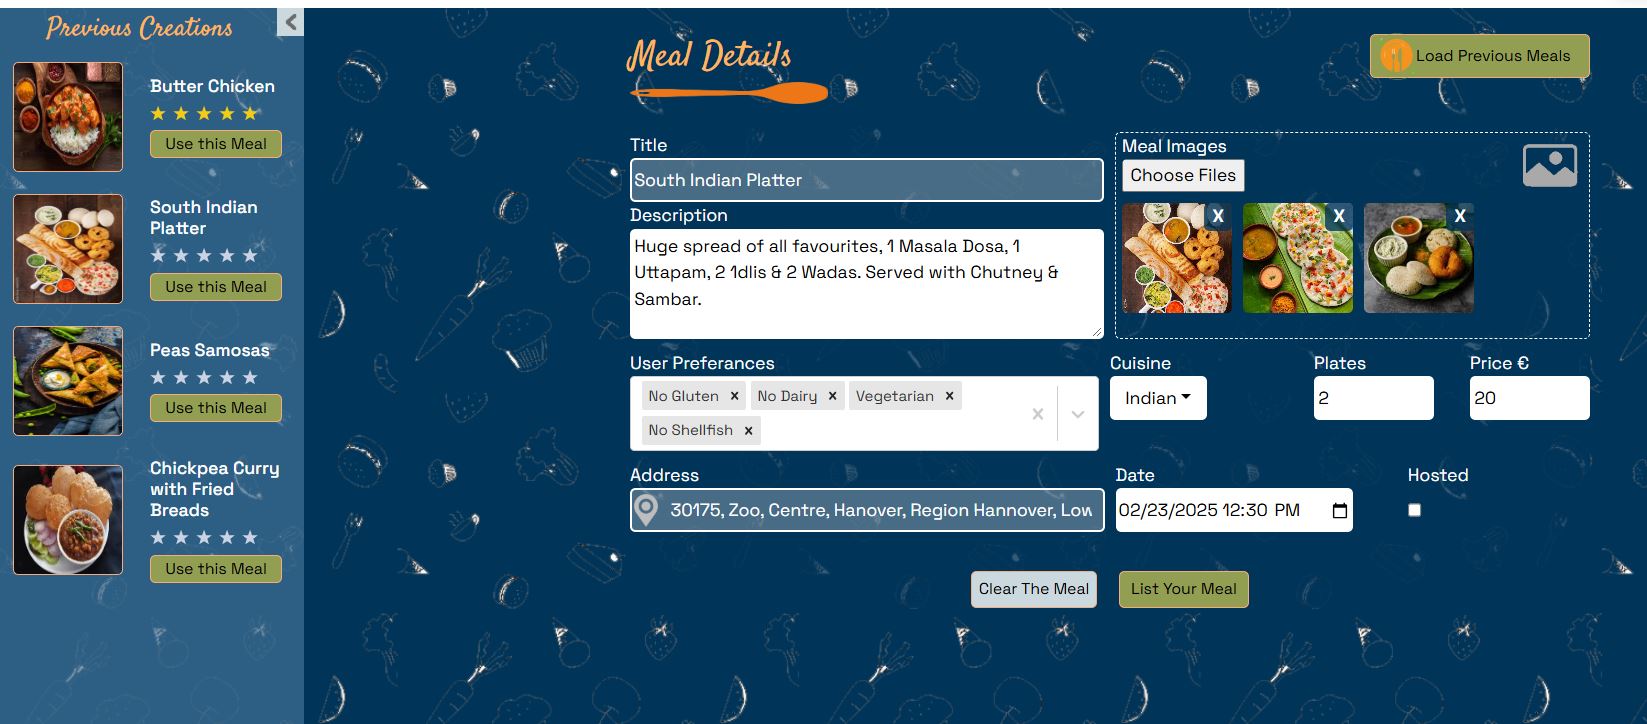 Previous Creations
Butter Chicken
Use this Meal
South Indian
Platter
Use this Meal
Peas Samosas
Use this Meal
Chickpea Curry
with Fried
Breads
Use this Meal
Meal Details
Load Previous Meals
Title
South Indian Platter
Description
Huge spread of all favourites, 1 Masala Dosa, 1
Uttapam, 2 Idlis & 2 Wadas. Served with Chutney &
Sambar.
Meal Images
Choose Files
X X X
User Preferances
No Gluten × No Dairy × Vegetarian ×
No Shellfish ×
Cuisine
Indian
Plates
2
Price €
20
Address
30175, Zoo, Centre, Hanover, Region Hannover, Low
Date
02/23/2025 12:30 PM
Hosted
Clear The Meal
List Your Meal